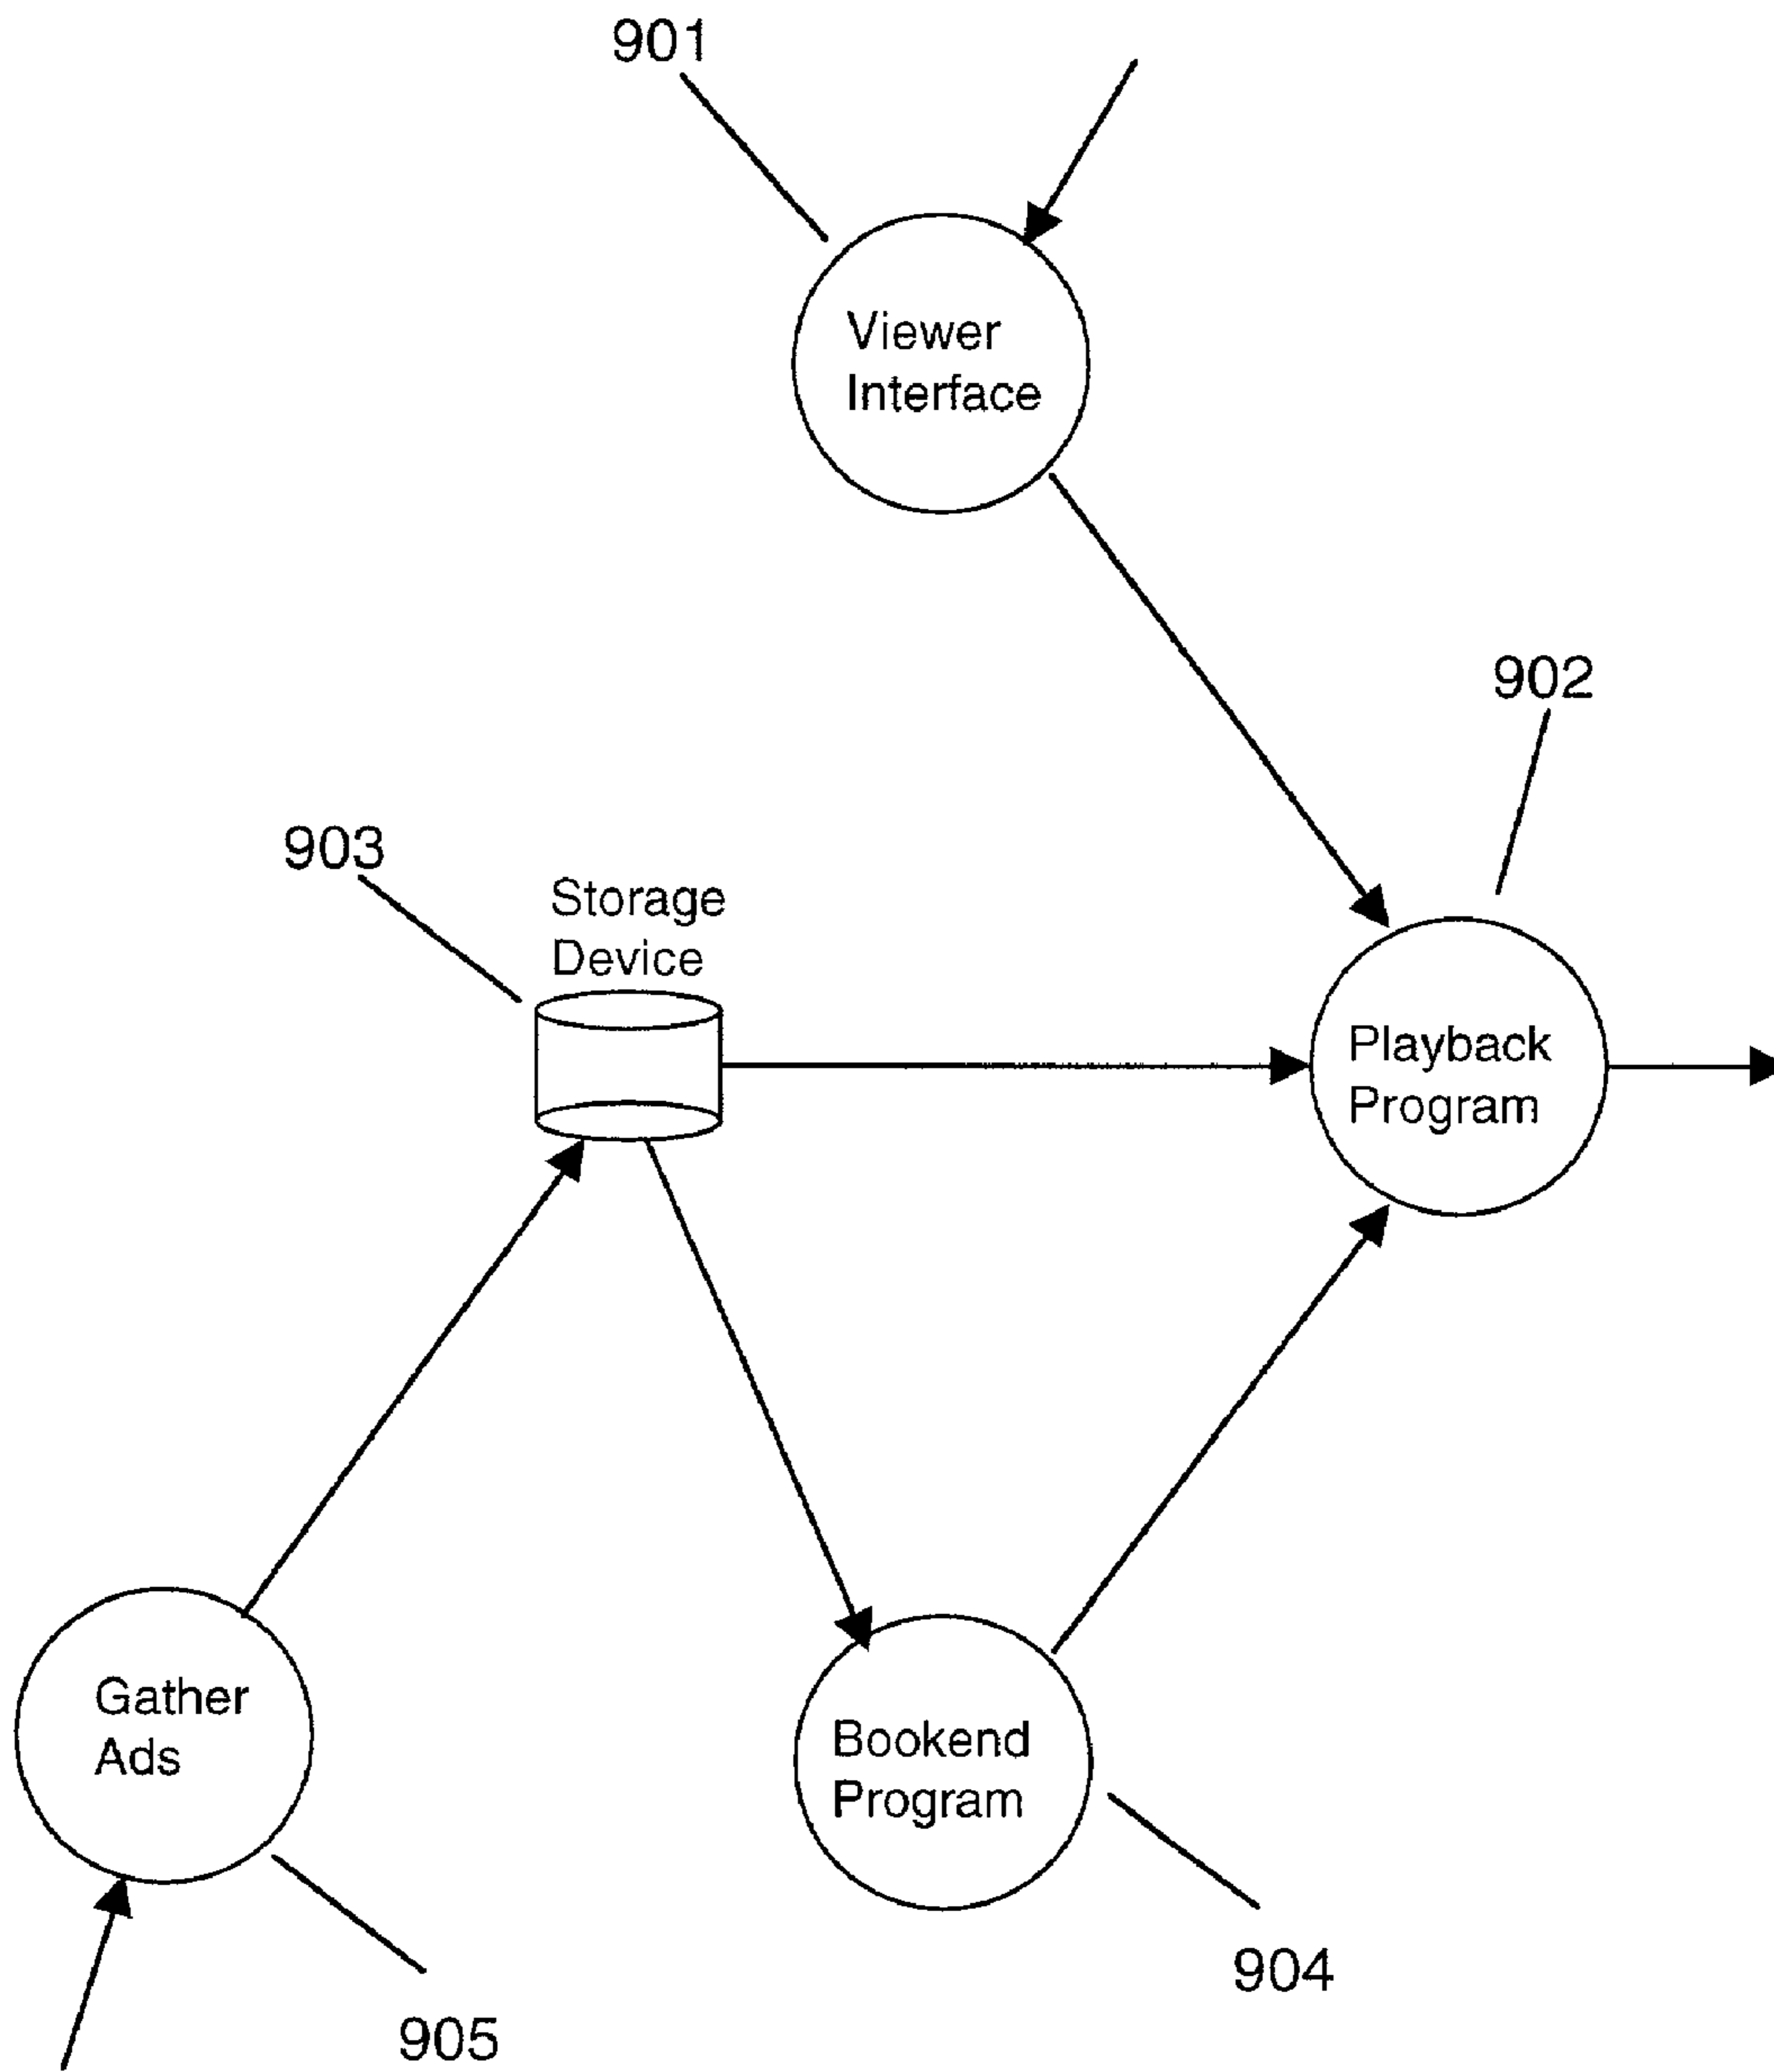 901
Viewer
Interface
902
903
Storage
Device
Playback
Program
Gather
Ads
Bookend
Program
904
905